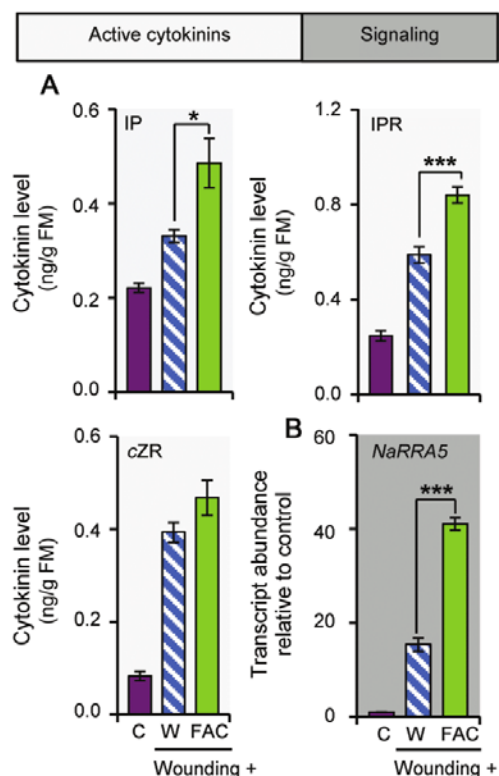 Active cytokinins Signaling
A
IP
*
0.6
0.4
0.2
0.0
Cytokinin level
(ng/g FM)
IPR
***
1.2
0.8
0.4
0.0
Cytokinin level
(ng/g FM)
cZR
0.6
0.4
0.2
0.0
Cytokinin level
(ng/g FM)
C W FAC
Wounding +
B
NaRRA5
***
60
40
20
0
Transcript abundance
relative to control
C W FAC
Wounding +